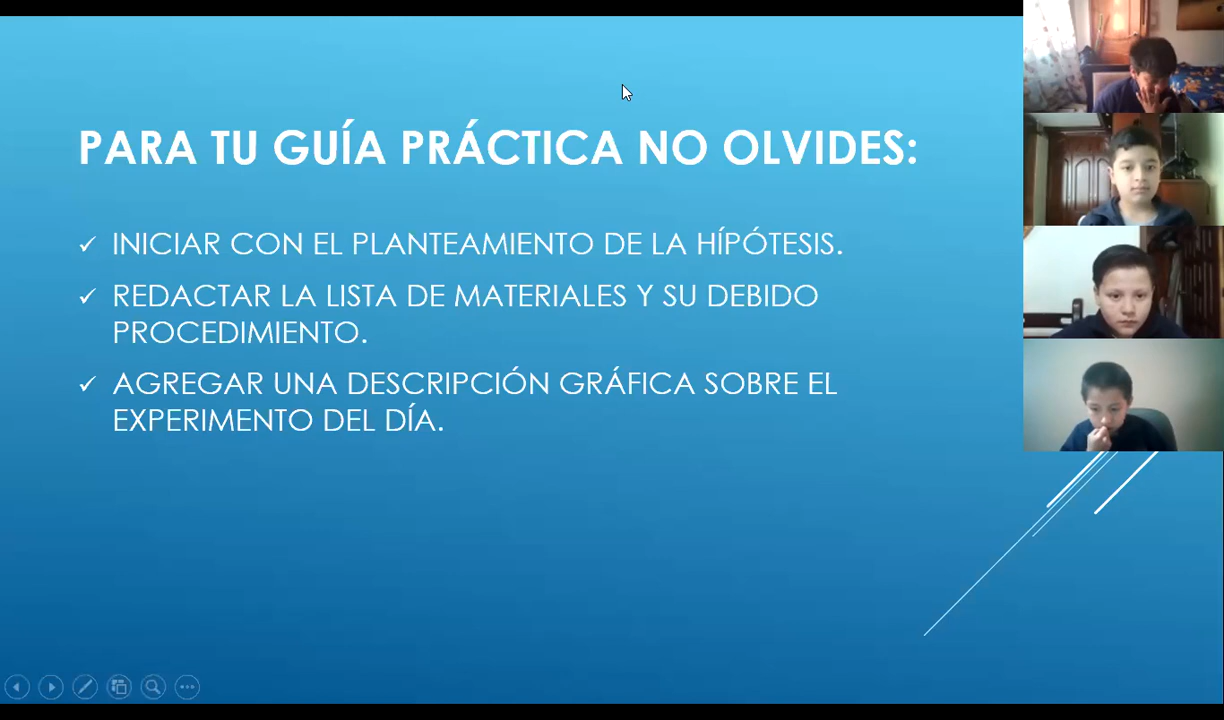 PARA TU GUÍA PRÁCTICA NO OLVIDES:
INICIAR CON EL PLANTEAMIENTO DE LA HÍPÓTESIS.
REDACTAR LA LISTA DE MATERIALES Y SU DEBIDO
PROCEDIMIENTO.
AGREGAR UNA DESCRIPCIÓN GRÁFICA SOBRE EL
EXPERIMENTO DEL DÍA.